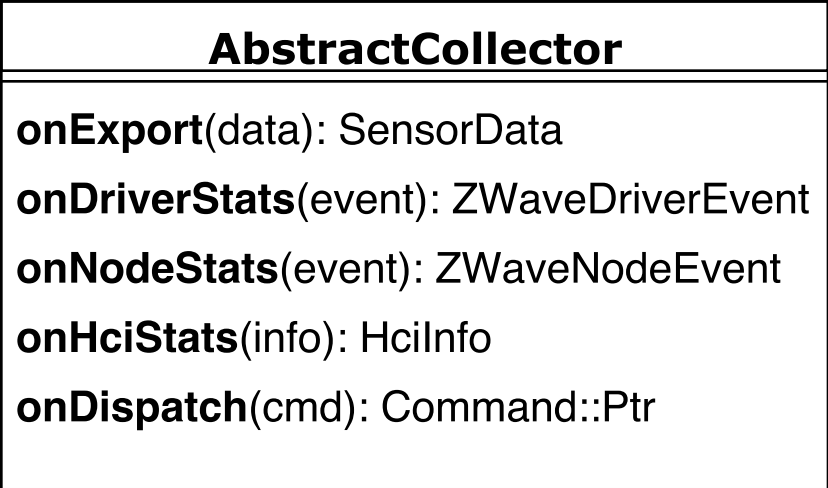 AbstractCollector
onExport(data): SensorData
onDriverStats(event): ZWaveDriverEvent
onNodeStats(event): ZWaveNodeEvent
onHciStats(info): HciInfo
onDispatch(cmd): Command::Ptr